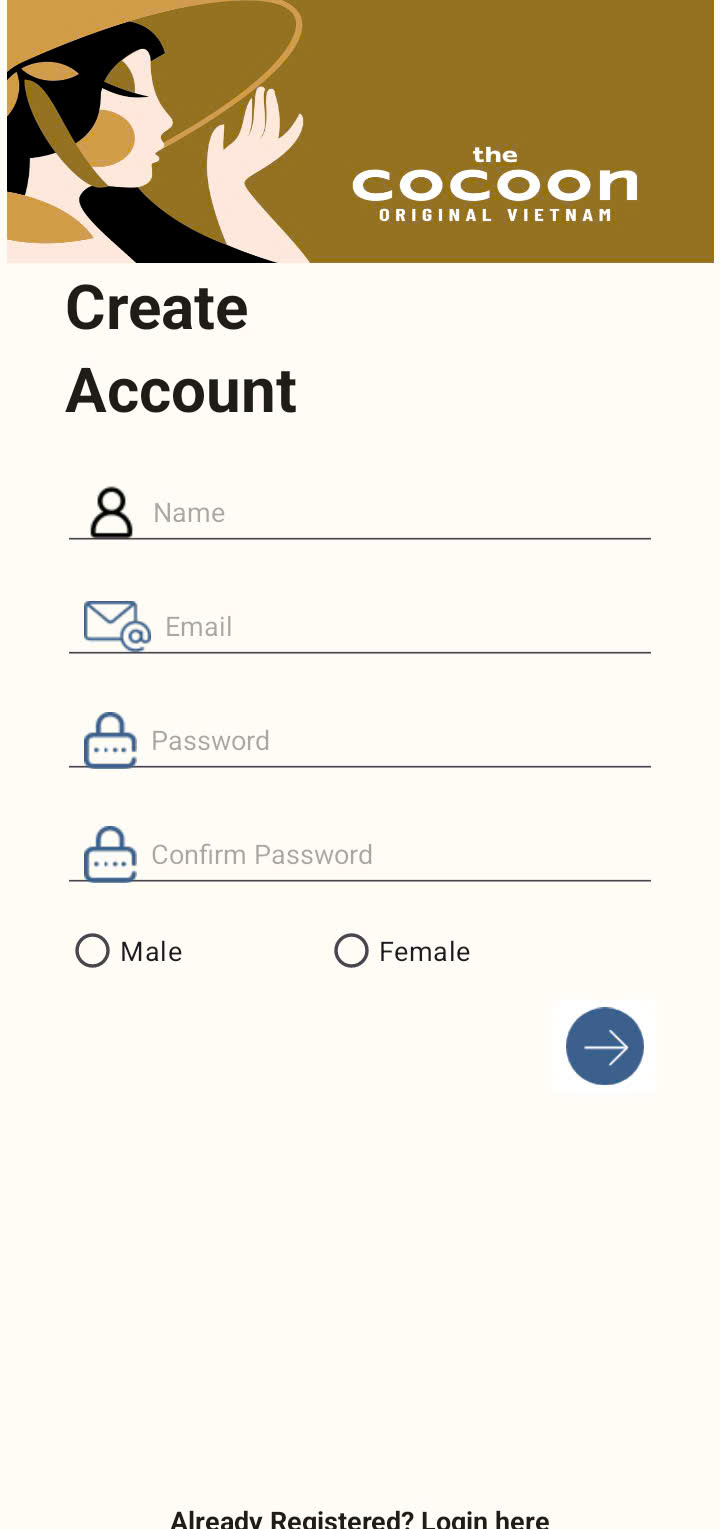 the
cocoon
ORIGINAL VIETNAM
Create
Account
Name
Email
Password
Confirm Password
Male Female
Already Registered? Login here